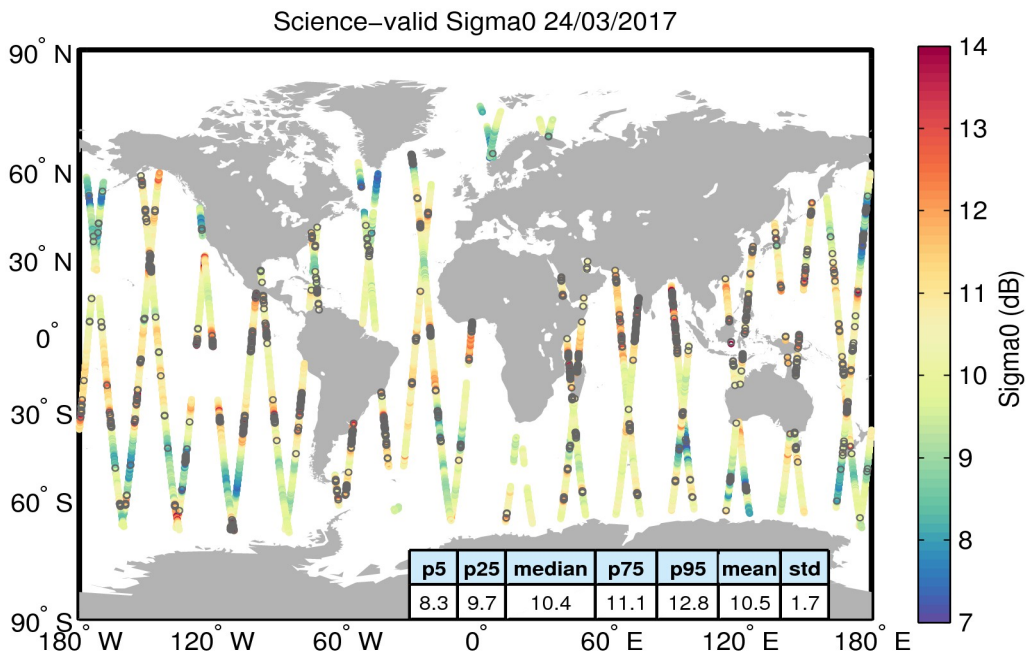 Science−valid Sigma0 24/03/2017
90° N
60° N
30° N
0°
30° S
60° S
90° S
180° W
120° W
60° W
0°
60° E
120° E
180° E
p5 p25 median p75 p95 mean std
8.3 9.7 10.4 11.1 12.8 10.5 1.7
14
13
12
11
10
9
8
7
Sigma0 (dB)